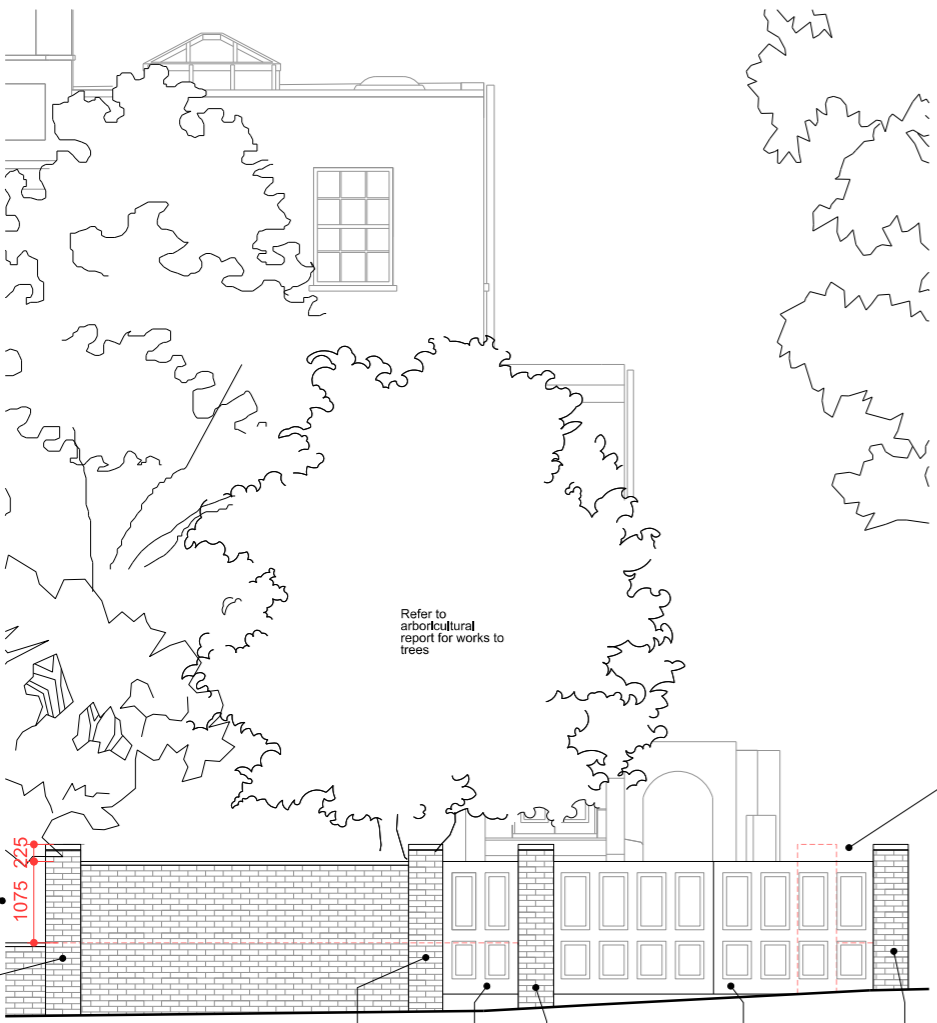 Refer to
arboricultural
report for works to
trees
225
1075